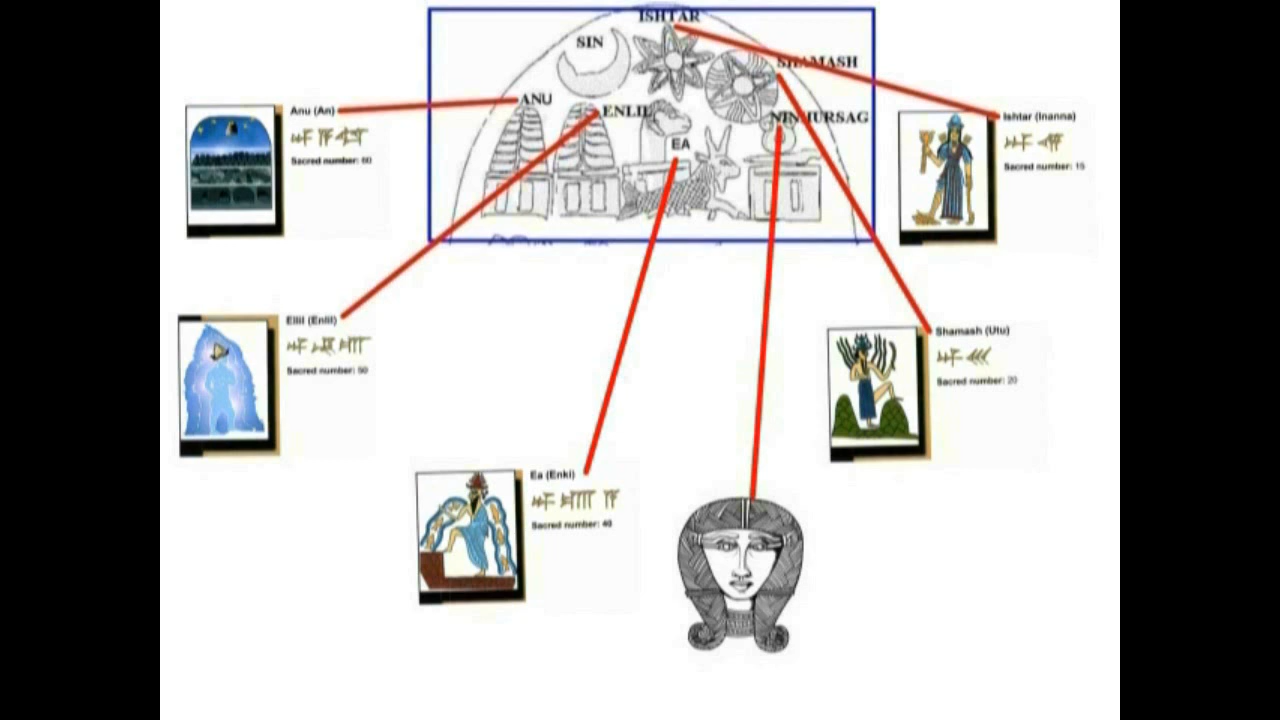 ISHTAR
SIN
SHAMASH
ANU
ENLIL
NINHURSAG
EA
Anu (An)
Sacred number: 60
Ishtar (Inanna)
Sacred number: 15
Ellil (Enlil)
Sacred number: 50
Shamash (Utu)
Sacred number: 20
Ea (Enki)
Sacred number: 40